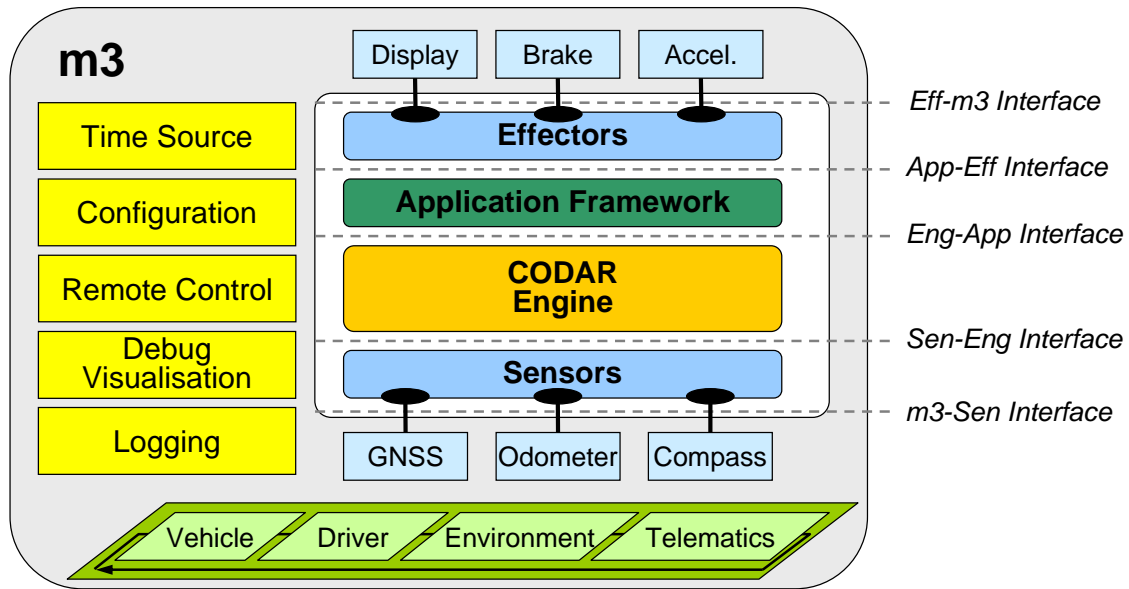 m3
Display
Brake
Accel.
Time Source
Configuration
Remote Control
Debug
Visualisation
Logging
Effectors
Application Framework
CODAR
Engine
Sensors
GNSS
Odometer
Compass
Eff-m3 Interface
App-Eff Interface
Eng-App Interface
Sen-Eng Interface
m3-Sen Interface
Vehicle
Driver
Environment
Telematics